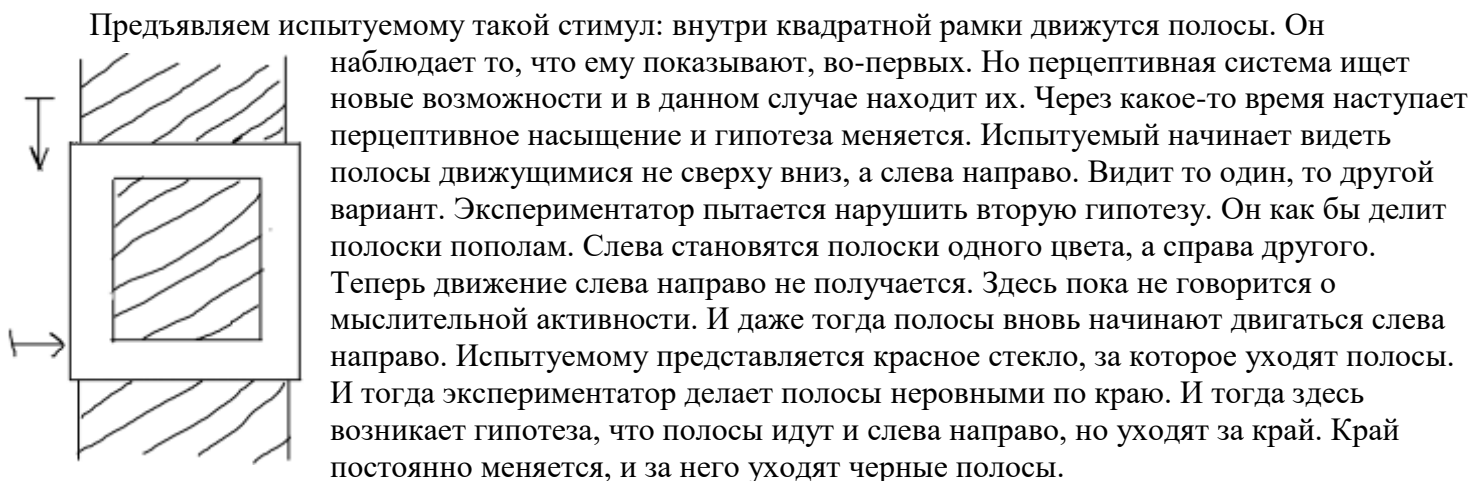 Предъявляем испытуемому такой стимул: внутри квадратной рамки движутся полосы. Он
наблюдает то, что ему показывают, во-первых. Но перцептивная система ищет
новые возможности и в данном случае находит их. Через какое-то время наступает
перцептивное насыщение и гипотеза меняется. Испытуемый начинает видеть
полосы движущимися не сверху вниз, а слева направо. Видит то один, то другой
вариант. Экспериментатор пытается нарушить вторую гипотезу. Он как бы делит
полоски пополам. Слева становятся полоски одного цвета, а справа другого.
Теперь движение слева направо не получается. Здесь пока не говорится о
мыслительной активности. И даже тогда полосы вновь начинают двигаться слева
направо. Испытуемому представляется красное стекло, за которое уходят полосы.
И тогда экспериментатор делает полосы неровными по краю. И тогда здесь
возникает гипотеза, что полосы идут и слева направо, но уходят за край. Край
постоянно меняется, и за него уходят черные полосы.